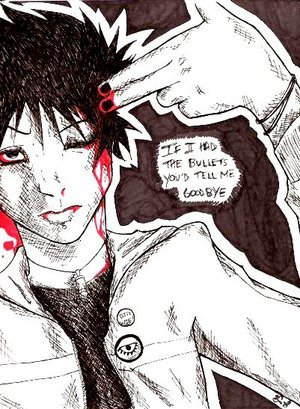 IF I HAD
THE BULLETS
YOU'D TELL ME
GOODBYE